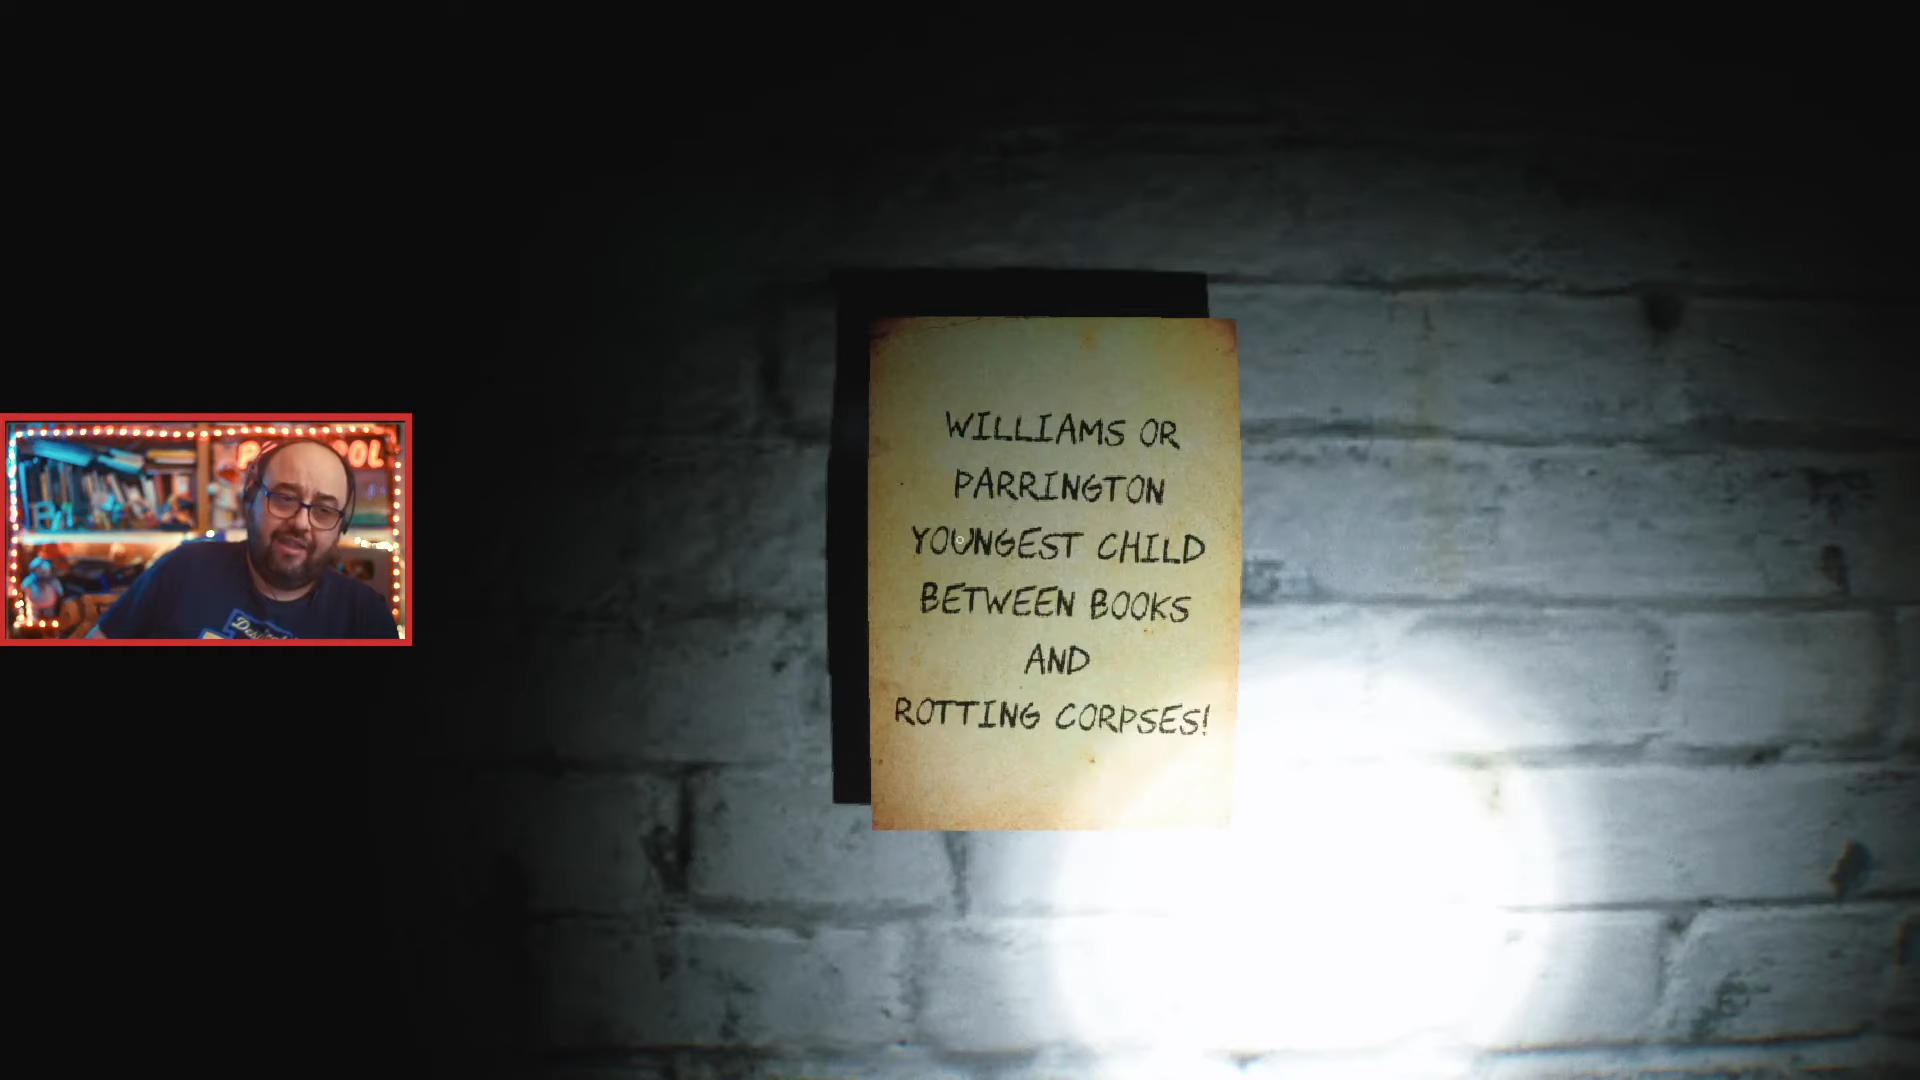 WILLIAMS OR
PARRINGTON
YOUNGEST CHILD
BETWEEN BOOKS
AND
ROTTING CORPSES!